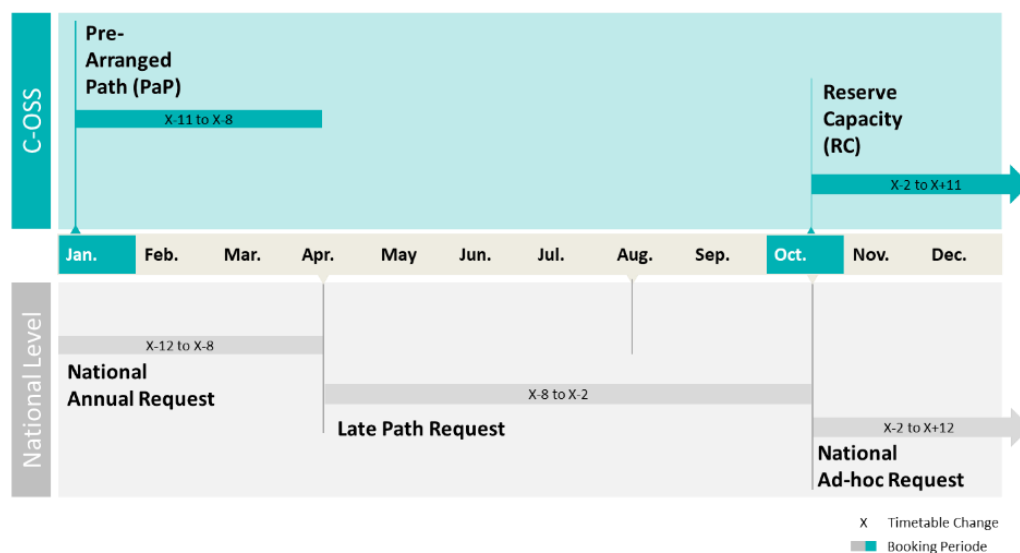 C-OSS
Pre-
Arranged
Path (PaP)
X-11 to X-8
Reserve
Capacity
(RC)
X-2 to X+11
Jan. Feb. Mar. Apr. May Jun. Jul. Aug. Sep. Oct. Nov. Dec.
National Level
X-12 to X-8
National
Annual Request
X-8 to X-2
Late Path Request
X-2 to X+12
National
Ad-hoc Request
X Timetable Change
Booking Periode